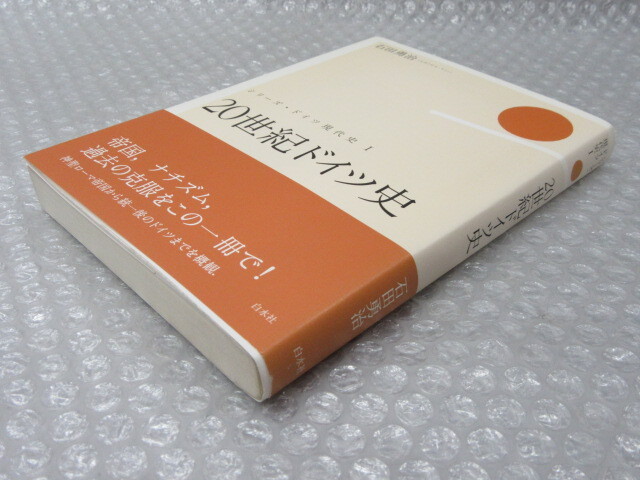 石田勇治
シリーズ・ドイツ現代史 I
20世紀ドイツ史
帝国，ナチズム，
過去の克服をこの一冊で！
神聖ローマ帝国から統一後のドイツまでを概観。
白水社
20世紀ドイツ史
石田勇治
白水社